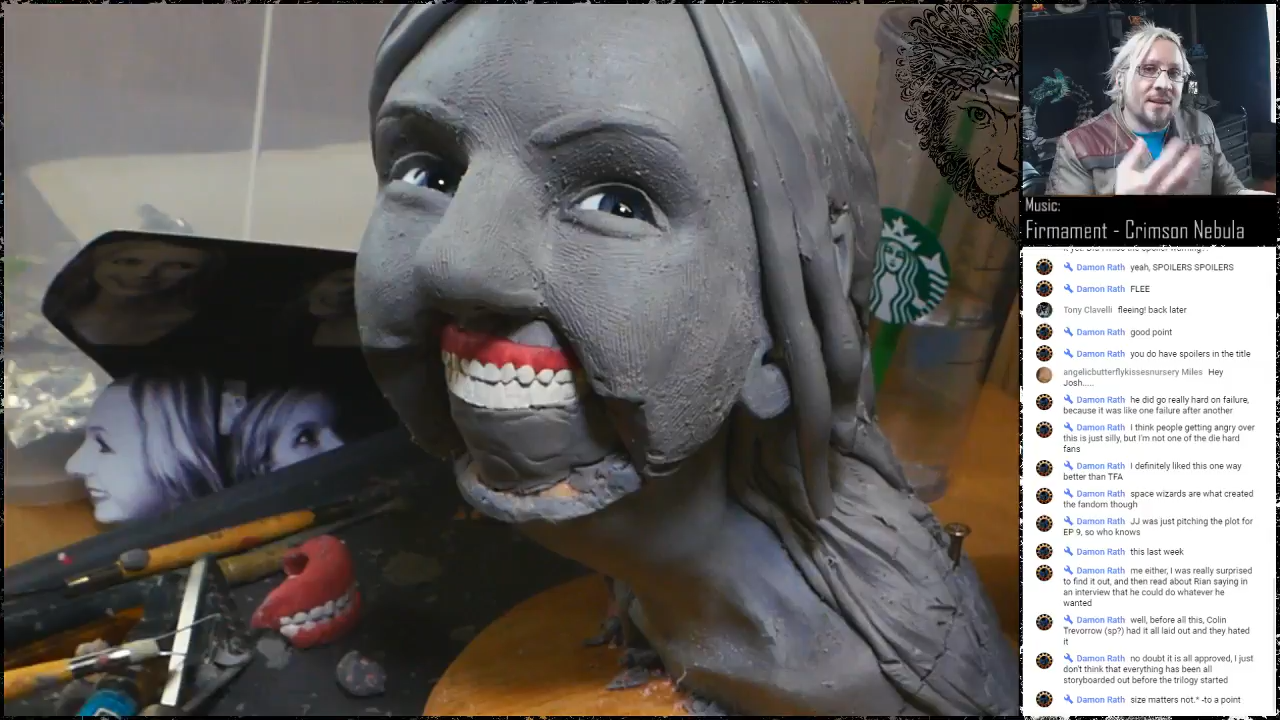 Music:
Firmament - Crimson Nebula
Damon Rath yeah, SPOILERS SPOILERS
Damon Rath FLEE
Tony Clavelli fleeing! back later
Damon Rath good point
Damon Rath you do have spoilers in the title
angelicbutterflykissesnursery Miles Hey
Josh.....
Damon Rath he did go really hard on failure,
because it was like one failure after another
Damon Rath I think people getting angry over
this is just silly, but I'm not one of the die hard
fans
Damon Rath I definitely liked this one way
better than TFA
Damon Rath space wizards are what created
the fandom though
Damon Rath JJ was just pitching the plot for
EP 9, so who knows
Damon Rath this last week
Damon Rath me either, I was really surprised
to find it out, and then read about Rian saying in
an interview that he could do whatever he
wanted
Damon Rath well, before all this, Colin
Trevorrow (sp?) had it all laid out and they hated
it
Damon Rath no doubt it is all approved, I just
don't think that everything has been all
storyboarded out before the trilogy started
Damon Rath size matters not.* -to a point